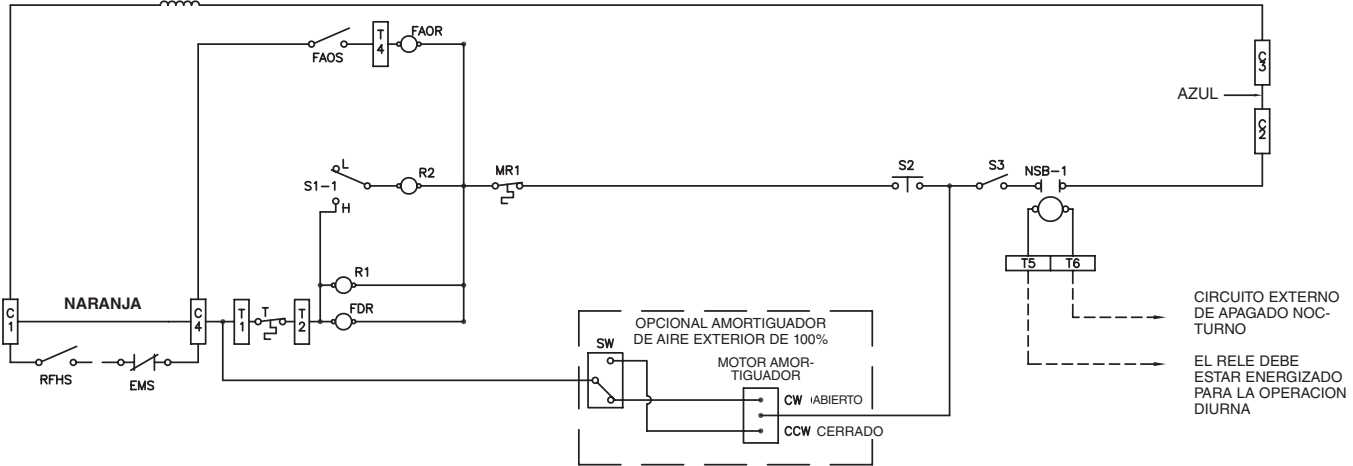 FAOS
T4
FAOR
C3
AZUL
C2
L
S1-1
H
R2
MR1
S2
S3
NSB-1
T5
T6
R1
FDR
C1
NARANJA
C4
T1
T
T2
RFHS
EMS
OPCIONAL AMORTIGUADOR
DE AIRE EXTERIOR DE 100%
SW
MOTOR AMOR-
TIGUADOR
CW ABIERTO
CCW CERRADO
CIRCUITO EXTERNO
DE APAGADO NOC-
TURNO
EL RELE DEBE
ESTAR ENERGIZADO
PARA LA OPERACION
DIURNA